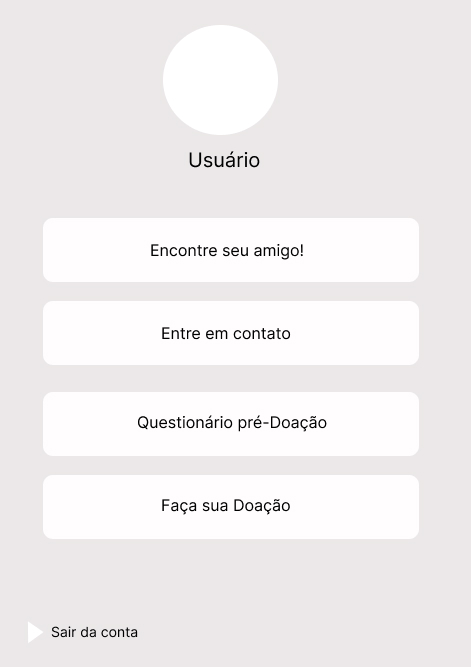 Usuário
Encontre seu amigo!
Entre em contato
Questionário pré-Doação
Faça sua Doação
Sair da conta